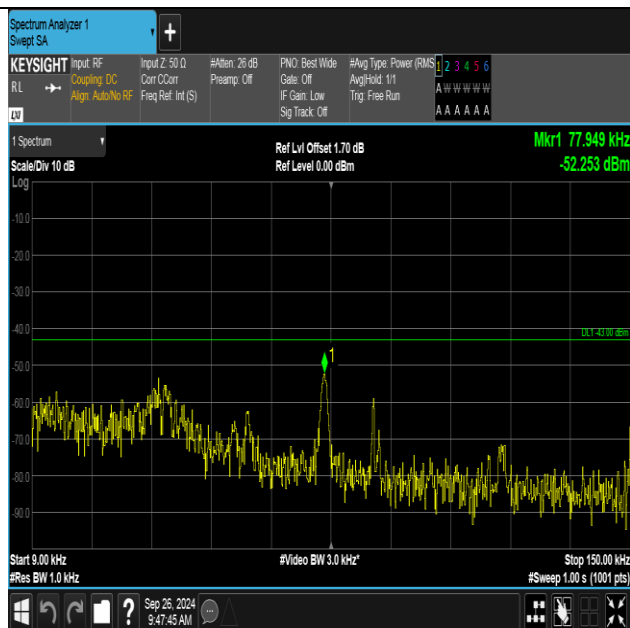 Spectrum Analyzer 1
Swept SA
+
KEYSIGHT
RL
LXI
Input: RF
Coupling: DC
Align: Auto/No RF
Input Z: 50 Ω
Corr CCorr
Freq Ref: Int (S)
#Atten: 26 dB
Preamp: Off
PNO: Best Wide
Gate: Off
IF Gain: Low
Sig Track: Off
#Avg Type: Power (RMS
Avg|Hold: 1/1
Trig: Free Run
1 2 3 4 5 6
A W W W W W
A A A A A A
1 Spectrum
Scale/Div 10 dB
Log
Ref Lvl Offset 1.70 dB
Ref Level 0.00 dBm
Mkr1 77.949 kHz
-52.253 dBm
-10.0
-20.0
-30.0
-40.0
DL1 -43.00 dBm
1
-50.0
-60.0
-70.0
-80.0
-90.0
Start 9.00 kHz
#Video BW 3.0 kHz*
Stop 150.00 kHz
#Res BW 1.0 kHz
#Sweep 1.00 s (1001 pts)
?
Sep 26, 2024
9:47:45 AM